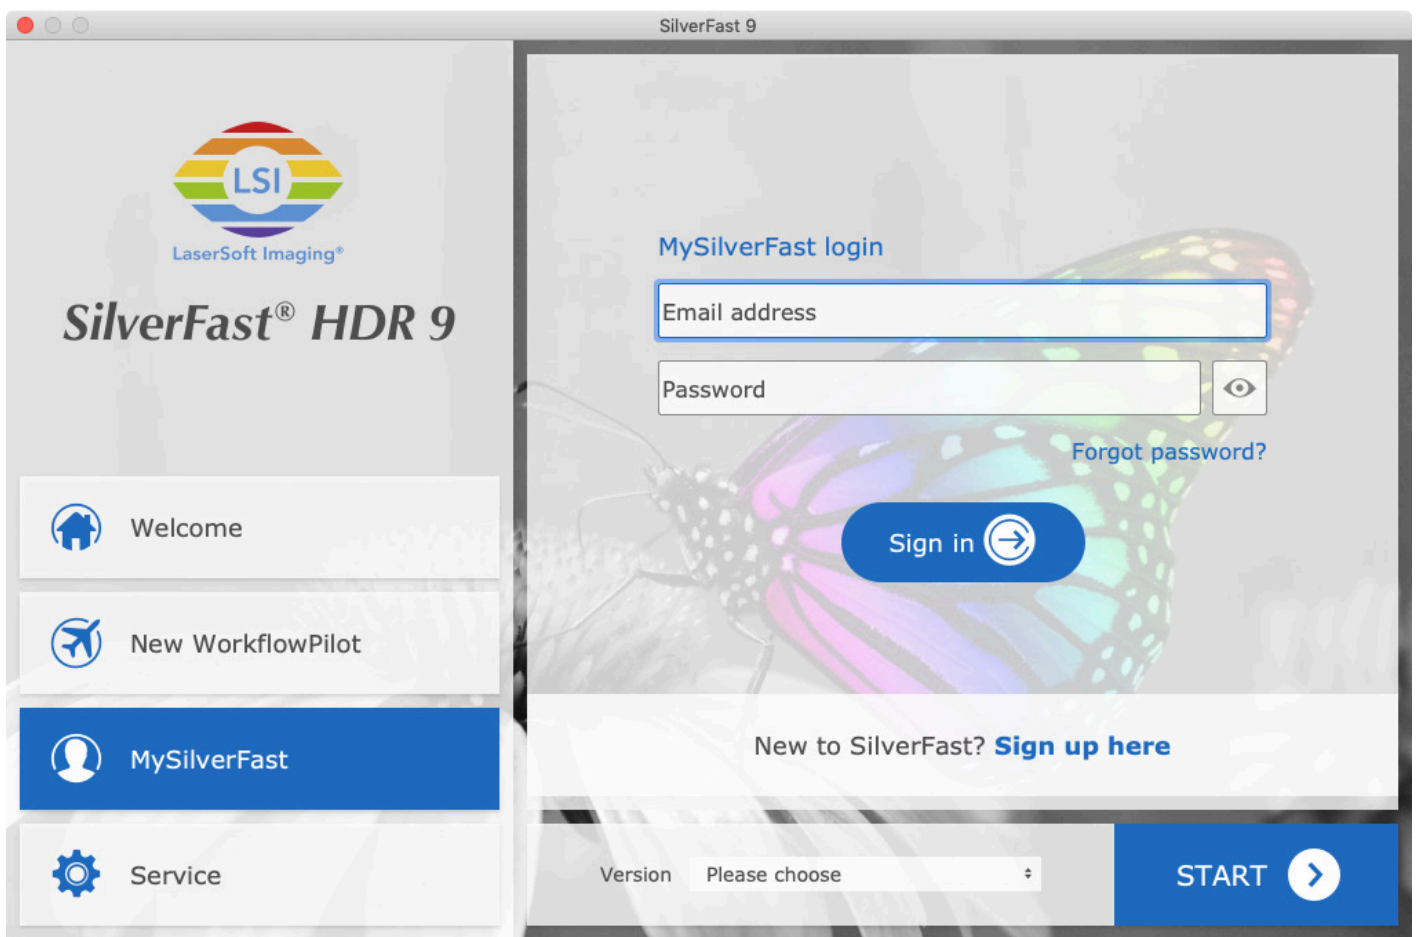 SilverFast 9
LSI
LaserSoft Imaging®
SilverFast® HDR 9
Welcome
New WorkflowPilot
MySilverFast
Service
MySilverFast login
Email address
Password
Forgot password?
Sign in
New to SilverFast? Sign up here
Version Please choose
START